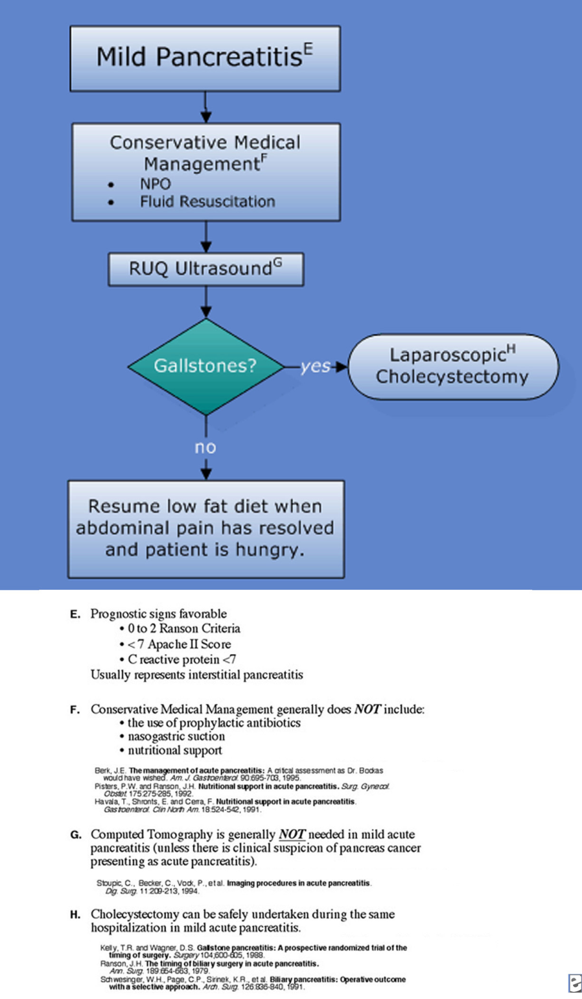 Mild Pancreatitis^E
Conservative Medical
Management^F
• NPO
• Fluid Resuscitation
RUQ Ultrasound^G
Gallstones?
yes
Laparoscopic^H
Cholecystectomy
no
Resume low fat diet when
abdominal pain has resolved
and patient is hungry.
E. Prognostic signs favorable
• 0 to 2 Ranson Criteria
• < 7 Apache II Score
• C reactive protein <7
Usually represents interstitial pancreatitis
F. Conservative Medical Management generally does NOT include:
• the use of prophylactic antibiotics
• nasogastric suction
• nutritional support
Berk, J.E. The management of acute pancreatitis: A critical assessment as Dr. Bockus
would have wished. Am. J. Gastroenterol. 90:695-703, 1995.
Pisters, P.W. and Ranson, J.H. Nutritional support in acute pancreatitis. Surg. Gynecol.
Obstet. 175:275-285, 1992.
Havala, T., Shronts, E. and Cerra, F. Nutritional support in acute pancreatitis.
Gastroenterol. Clin North Am. 18:524-542, 1991.
G. Computed Tomography is generally NOT needed in mild acute
pancreatitis (unless there is clinical suspicion of pancreas cancer
presenting as acute pancreatitis).
Stoupic, C., Becker, C., Vock, P., et al. Imaging procedures in acute pancreatitis.
Dig. Surg. 11:209-213, 1994.
H. Cholecystectomy can be safely undertaken during the same
hospitalization in mild acute pancreatitis.
Kelly, T.R. and Wagner, D.S. Gallstone pancreatitis: A prospective randomized trial of the
timing of surgery. Surgery 104:600-605, 1988.
Ranson, J.H. The timing of biliary surgery in acute pancreatitis.
Ann. Surg. 189:654-663, 1979.
Schwesinger, W.H., Page, C.P., Sirinek, K.R., et al. Biliary pancreatitis: Operative outcome
with a selective approach. Arch. Surg. 126:836-840, 1991.
e